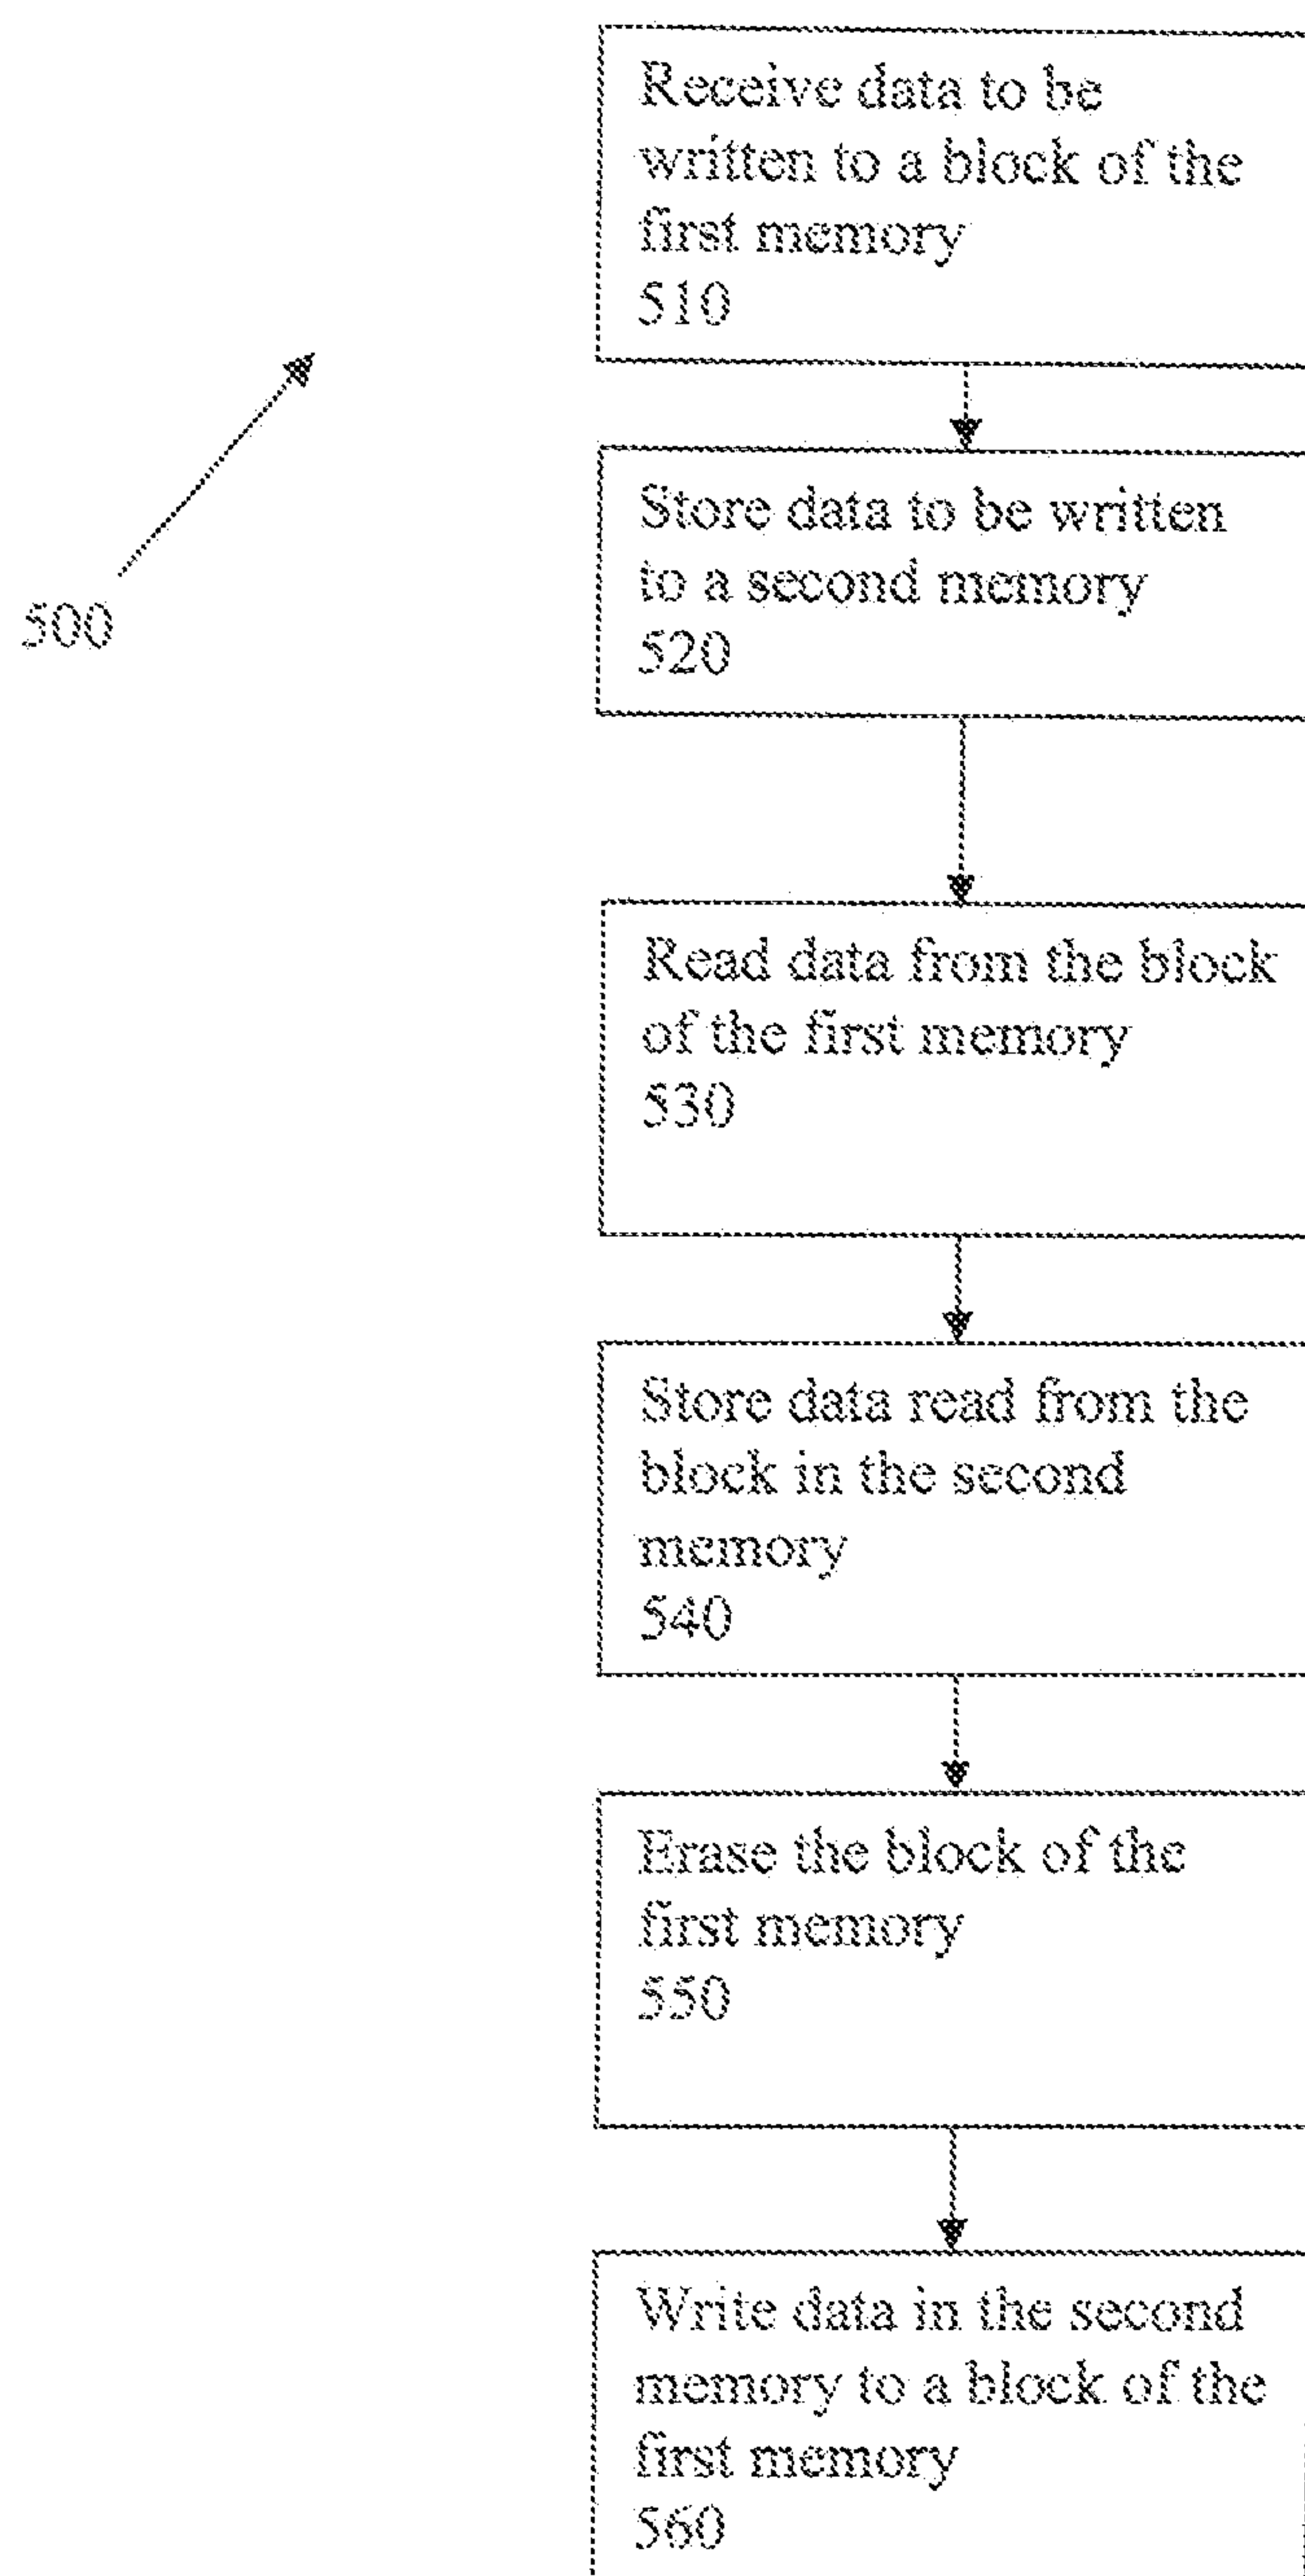 Receive data to be
written to a block of the
first memory
510
Store data to be written
to a second memory
520
500
Read data from the block
of the first memory
530
Store data read from the
block in the second
memory
540
Erase the block of the
first memory
550
Write data in the second
memory to a block of the
first memory
560